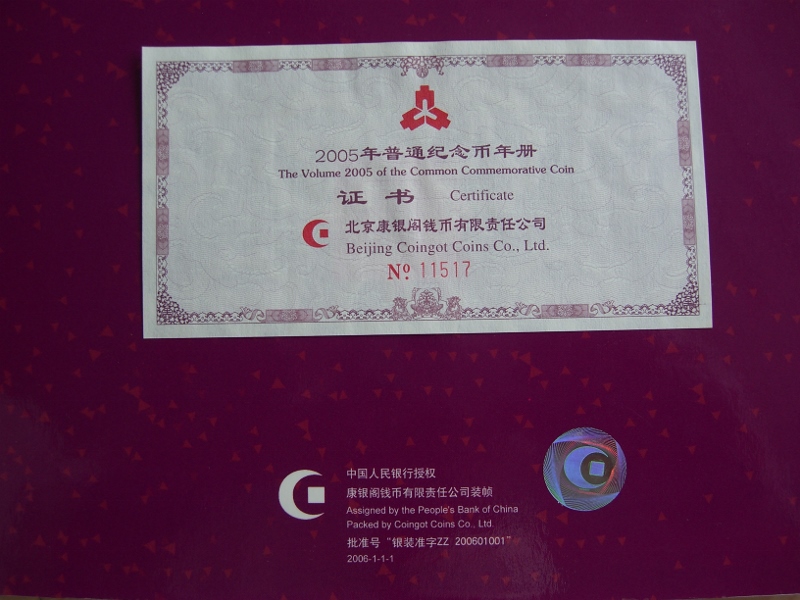 2005年普通纪念币年册
The Volume 2005 of the Common Commemorative Coin
证 书 Certificate
北京康银阁钱币有限责任公司
Beijing Coingot Coins Co., Ltd.
Nº 11517
中国人民银行授权
康银阁钱币有限责任公司装帧
Assigned by the People's Bank of China
Packed by Coingot Coins Co., Ltd.
批准号“银装准字ZZ 200601001”
2006-1-1-1